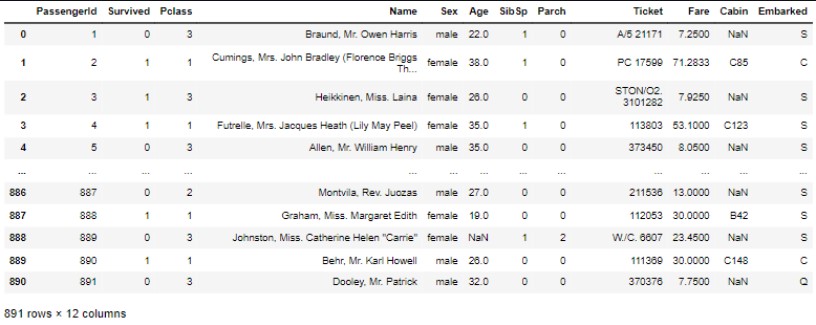 PassengerId Survived Pclass Name Sex Age SibSp Parch Ticket Fare Cabin Embarked
0 1 0 3 Braund, Mr. Owen Harris male 22.0 1 0 A/5 21171 7.2500 NaN S
1 2 1 1 Cumings, Mrs. John Bradley (Florence Briggs Th... female 38.0 1 0 PC 17599 71.2833 C85 C
2 3 1 3 Heikkinen, Miss. Laina female 26.0 0 0 STON/O2. 3101282 7.9250 NaN S
3 4 1 1 Futrelle, Mrs. Jacques Heath (Lily May Peel) female 35.0 1 0 113803 53.1000 C123 S
4 5 0 3 Allen, Mr. William Henry male 35.0 0 0 373450 8.0500 NaN S
... ... ... ... ... ... ... ... ... ... ... ... ...
886 887 0 2 Montvila, Rev. Juozas male 27.0 0 0 211536 13.0000 NaN S
887 888 1 1 Graham, Miss. Margaret Edith female 19.0 0 0 112053 30.0000 B42 S
888 889 0 3 Johnston, Miss. Catherine Helen "Carrie" female NaN 1 2 W./C. 6607 23.4500 NaN S
889 890 1 1 Behr, Mr. Karl Howell male 26.0 0 0 111369 30.0000 C148 C
890 891 0 3 Dooley, Mr. Patrick male 32.0 0 0 370376 7.7500 NaN Q
891 rows × 12 columns